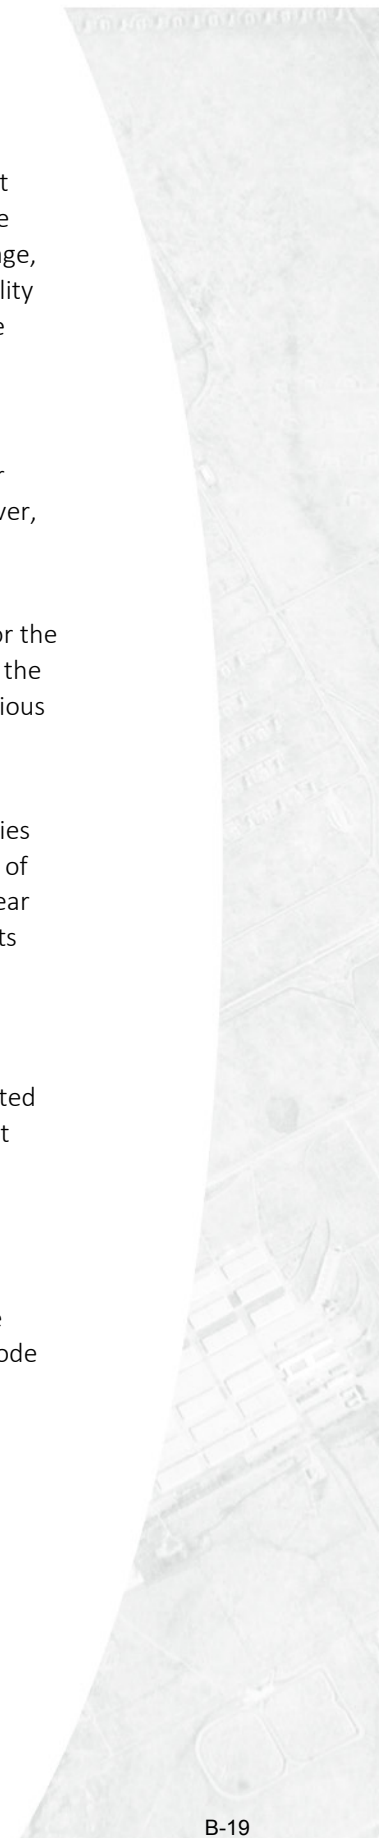 t
e
ge,
lity
e
r
ver,
or the
the
ious
ies
of
ear
ts
ted
t
e
ode
B-19